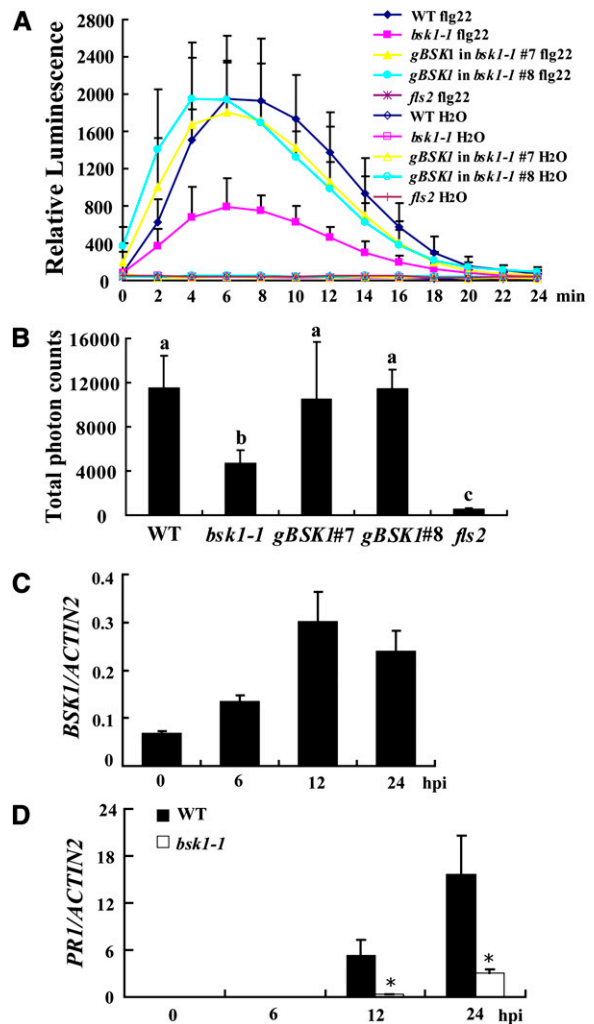 A
Relative Luminescence
2800
2400
2000
1600
1200
800
400
0
WT flg22
bsk1-1 flg22
gBSK1 in bsk1-1 #7 flg22
gBSK1 in bsk1-1 #8 flg22
fls2 flg22
WT H2O
bsk1-1 H2O
gBSK1 in bsk1-1 #7 H2O
gBSK1 in bsk1-1 #8 H2O
fls2 H2O
0 2 4 6 8 10 12 14 16 18 20 22 24 min
B
Total photon counts
16000
12000
8000
4000
0
a b a a c
WT bsk1-1 gBSK1#7 gBSK1#8 fls2
C
BSK1/ACTIN2
0.4
0.3
0.2
0.1
0
0 6 12 24 hpi
D
PR1/ACTIN2
24
18
12
6
0
WT
bsk1-1
* *
0 6 12 24 hpi